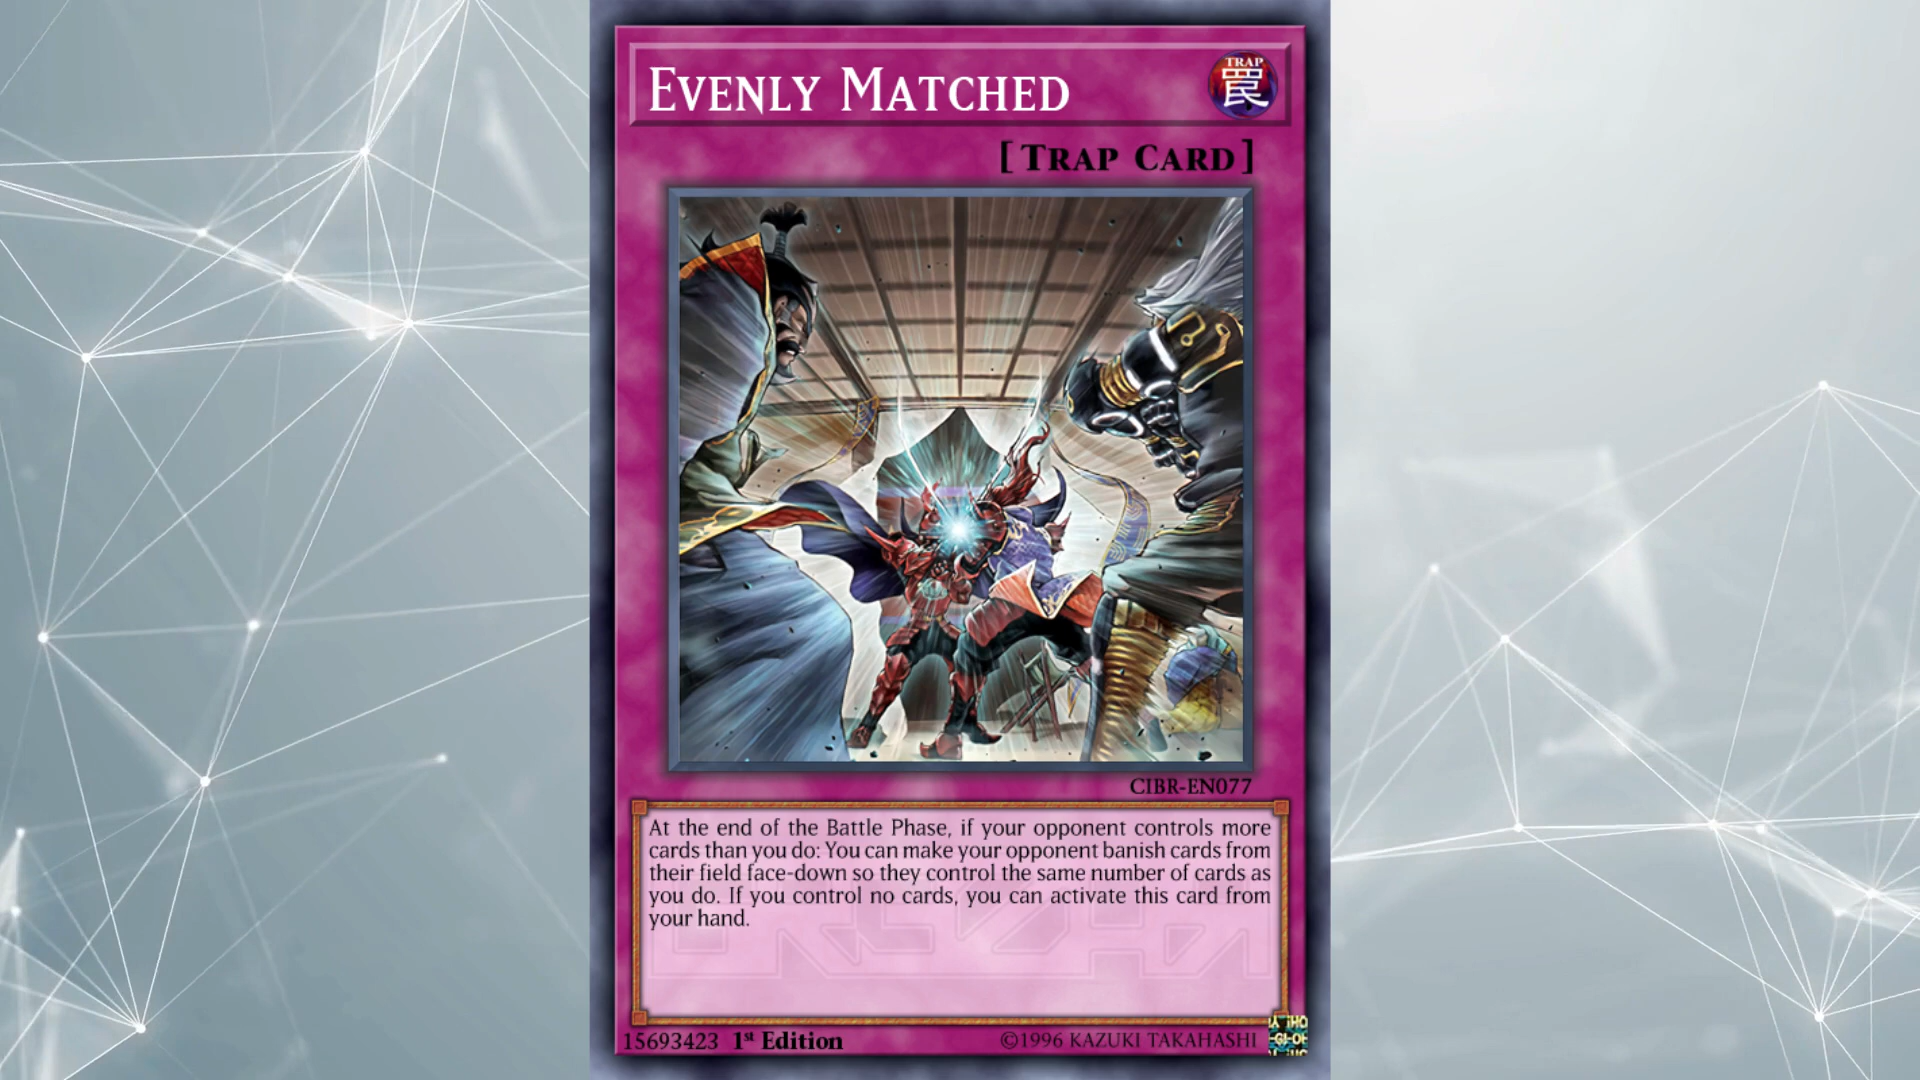 EVENLY MATCHED
TRAP
罠
[TRAP CARD]
CIBR-EN077
At the end of the Battle Phase, if your opponent controls more
cards than you do: You can make your opponent banish cards from
their field face-down so they control the same number of cards as
you do. If you control no cards, you can activate this card from
your hand.
15693423 1st Edition ©1996 KAZUKI TAKAHASHI